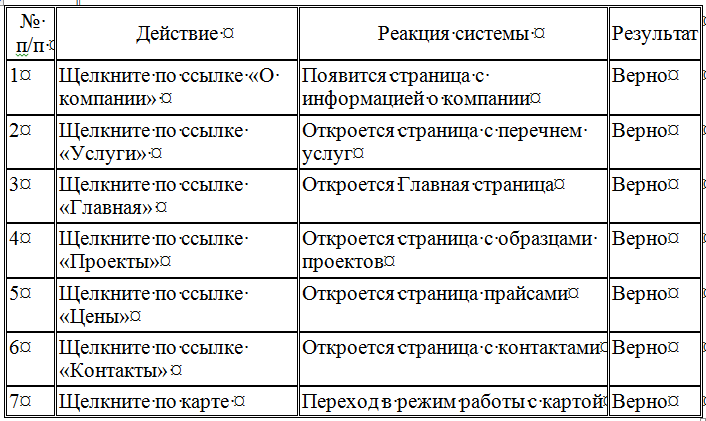 № п/п Действие Реакция системы Результат
1 Щелкните по ссылке «О Появится страница с Верно
компании» информацией о компании
2 Щелкните по ссылке Откроется страница с перечнем Верно
«Услуги» услуг
3 Щелкните по ссылке Откроется Главная страница Верно
«Главная»
4 Щелкните по ссылке Откроется страница с образцами Верно
«Проекты» проектов
5 Щелкните по ссылке Откроется страница прайсами Верно
«Цены»
6 Щелкните по ссылке Откроется страница с контактами Верно
«Контакты»
7 Щелкните по карте Переход в режим работы с картой Верно